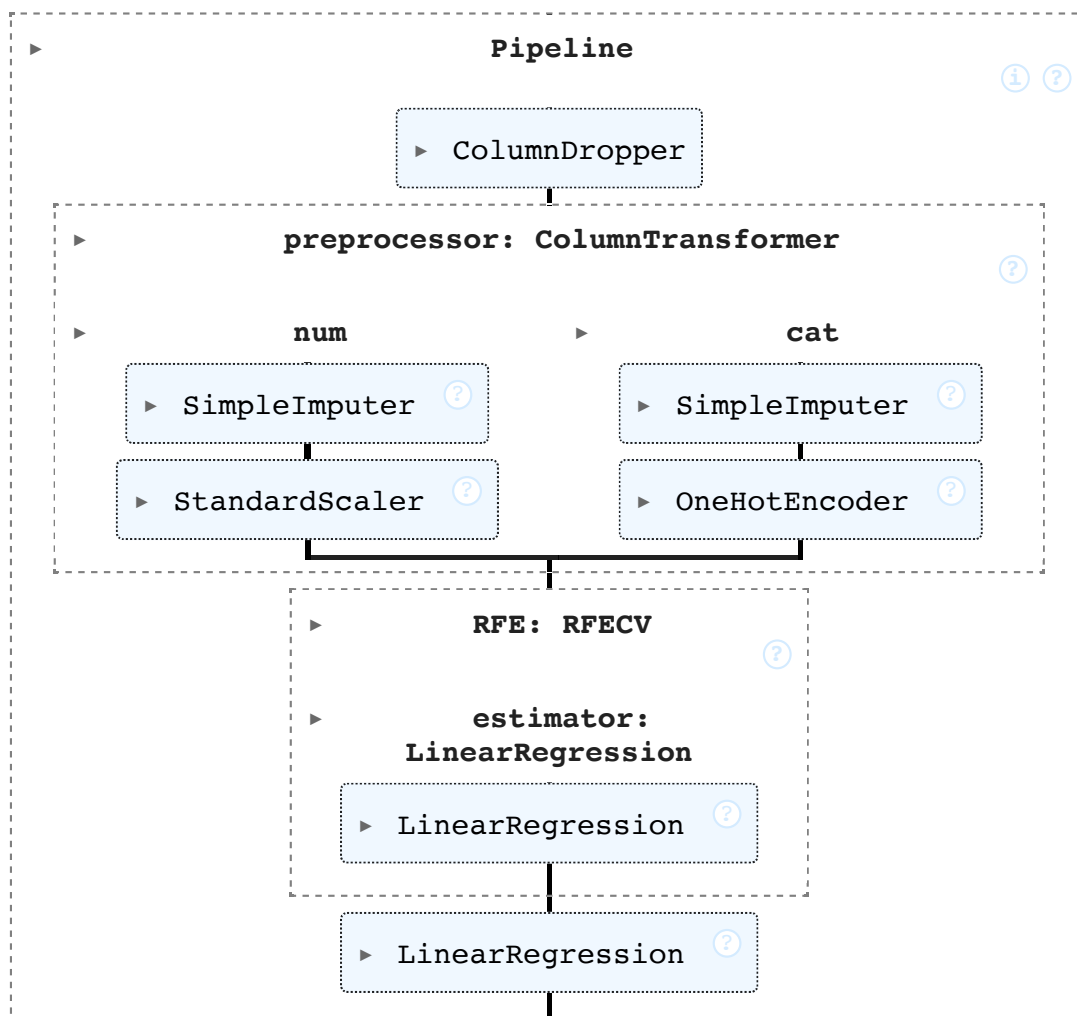 Pipeline
i ?
ColumnDropper
preprocessor: ColumnTransformer
?
num cat
SimpleImputer ? SimpleImputer ?
StandardScaler ? OneHotEncoder ?
RFE: RFECV
?
estimator:
LinearRegression
LinearRegression ?
LinearRegression ?